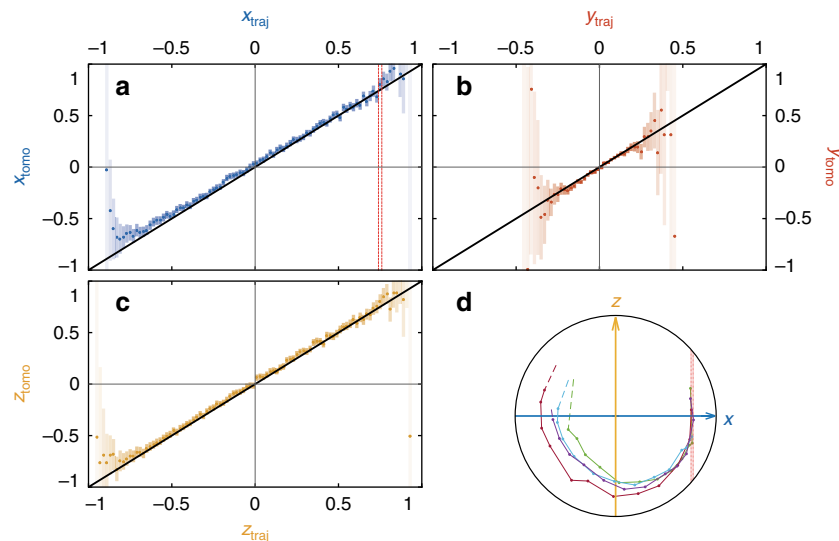 x_traj y_traj
−1 −0.5 0 0.5 1 −1 −0.5 0 0.5 1
a b
1 1
0.5 0.5
0 0
−0.5 −0.5
−1 −1
x_tomo y_tomo
c d
1
0.5
0
−0.5
−1
z_tomo
z
x
−1 −0.5 0 0.5 1
z_traj